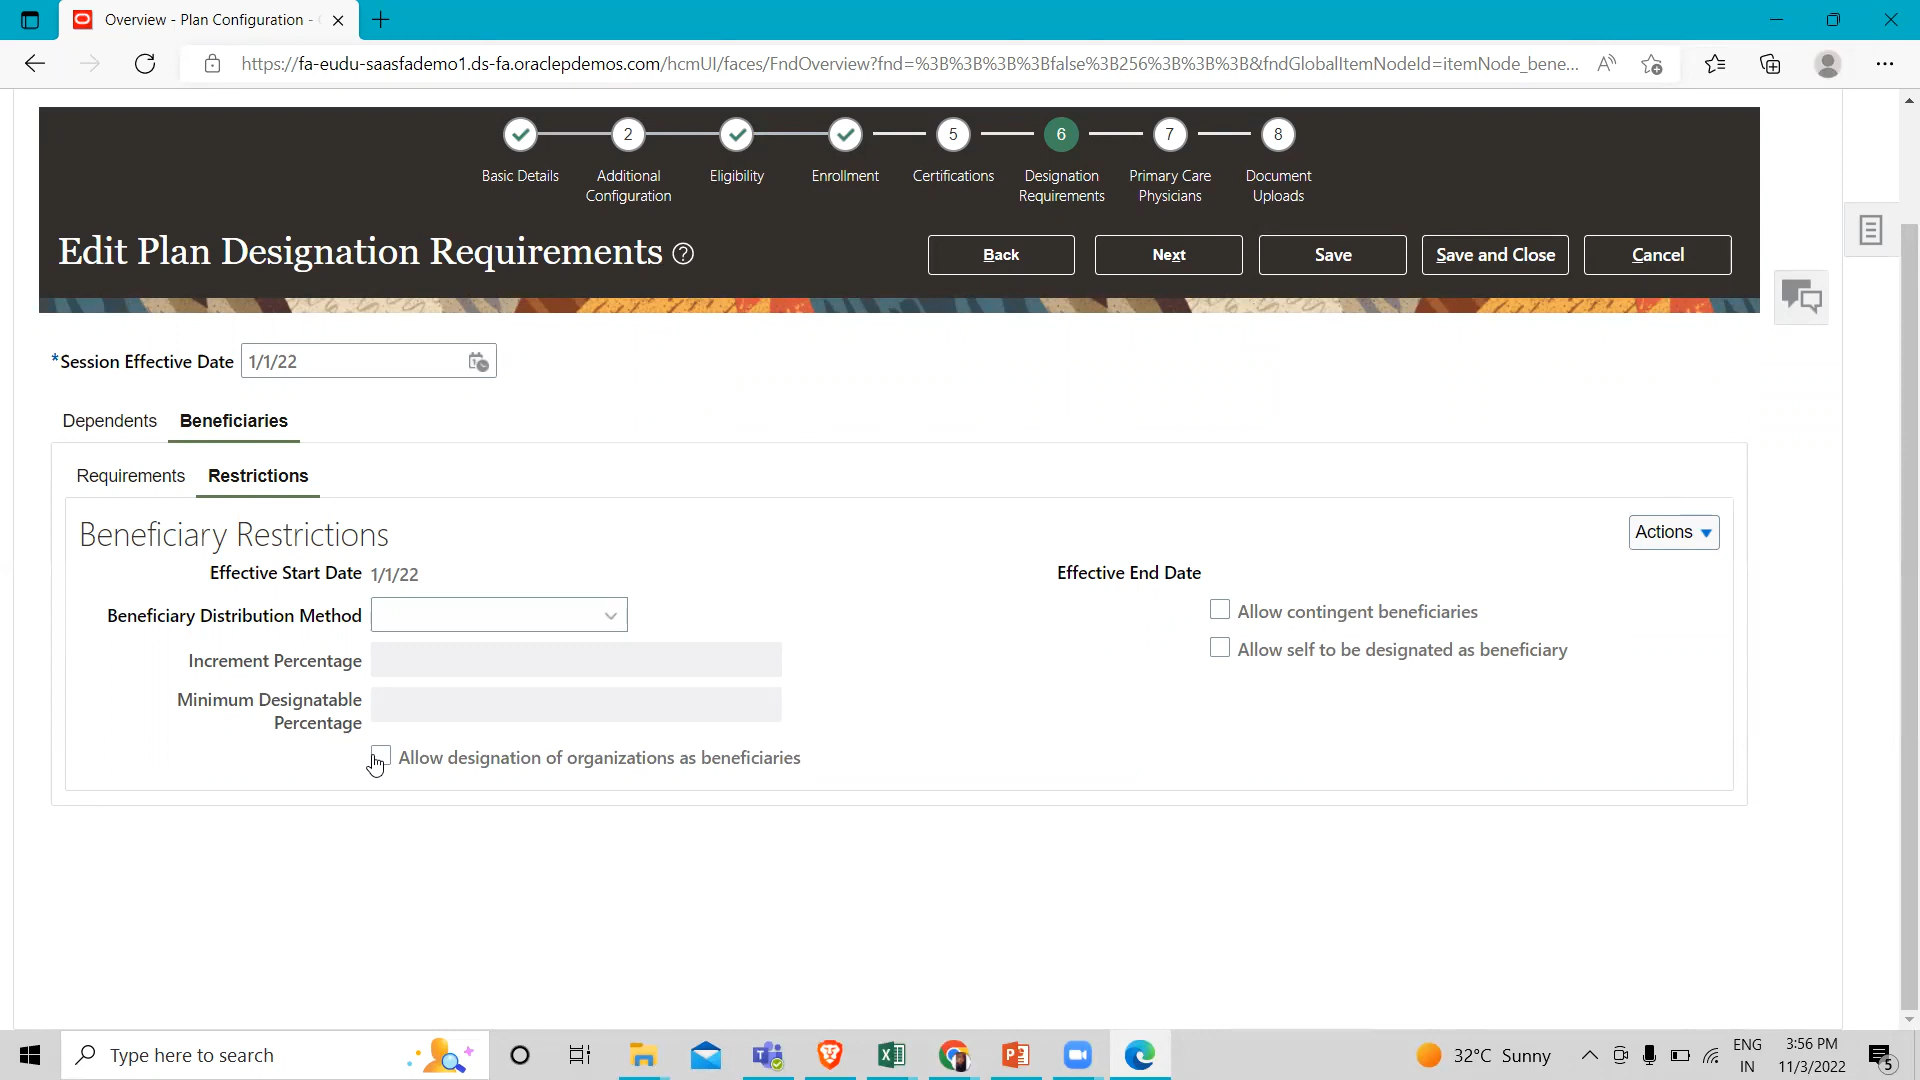 Overview - Plan Configuration -
https://fa-eudu-saasfademo1.ds-fa.oraclepdemos.com/hcmUI/faces/FndOverview?fnd=%3B%3B%3B%3Bfalse%3B256%3B%3B%3B&fndGlobalItemNodeId=itemNode_bene...
2 5 6 7 8
Basic Details Additional Configuration Eligibility Enrollment Certifications Designation Requirements Primary Care Physicians Document Uploads
Edit Plan Designation Requirements ? Back Next Save Save and Close Cancel
*Session Effective Date 1/1/22
Dependents Beneficiaries
Requirements Restrictions
Beneficiary Restrictions Actions
Effective Start Date 1/1/22 Effective End Date
Beneficiary Distribution Method Allow contingent beneficiaries
Increment Percentage Allow self to be designated as beneficiary
Minimum Designatable Percentage
Allow designation of organizations as beneficiaries
Type here to search 32°C Sunny ENG IN 3:56 PM 11/3/2022 5